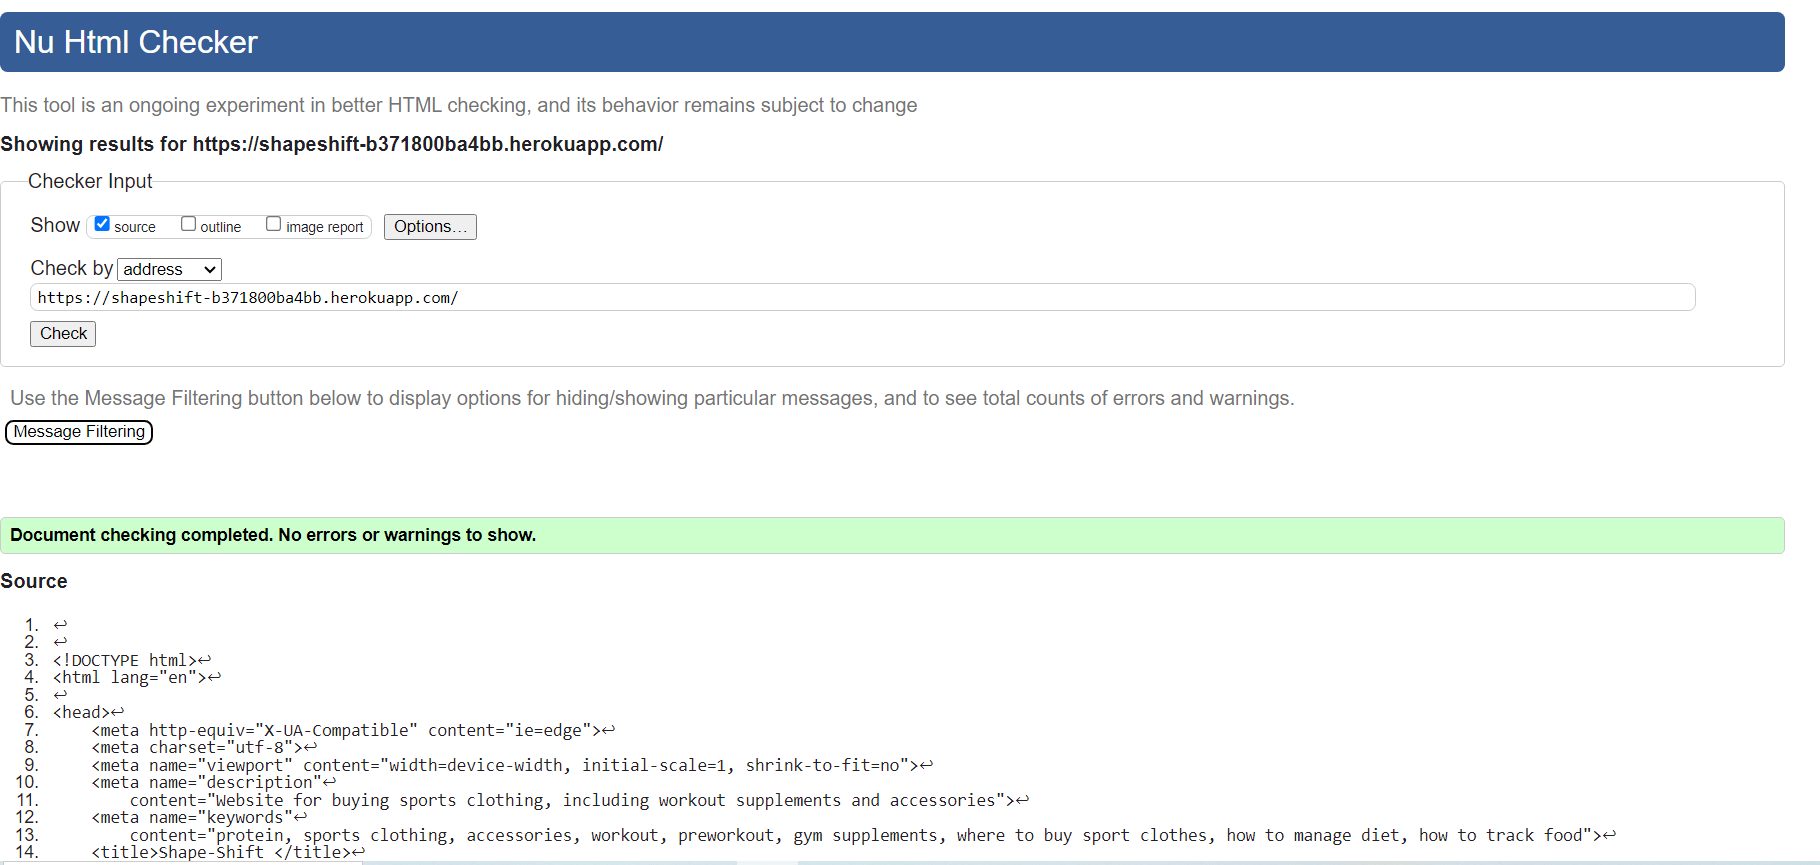 Nu Html Checker
This tool is an ongoing experiment in better HTML checking, and its behavior remains subject to change
Showing results for https://shapeshift-b371800ba4bb.herokuapp.com/
Checker Input
Show source outline image report Options...
Check by address
https://shapeshift-b371800ba4bb.herokuapp.com/
Check
Use the Message Filtering button below to display options for hiding/showing particular messages, and to see total counts of errors and warnings.
Message Filtering
Document checking completed. No errors or warnings to show.
Source
1. ↩
2. ↩
3. <!DOCTYPE html>↩
4. <html lang="en">↩
5. ↩
6. <head>↩
7. <meta http-equiv="X-UA-Compatible" content="ie=edge">↩
8. <meta charset="utf-8">↩
9. <meta name="viewport" content="width=device-width, initial-scale=1, shrink-to-fit=no">↩
10. <meta name="description"↩
11. content="Website for buying sports clothing, including workout supplements and accessories">↩
12. <meta name="keywords"↩
13. content="protein, sports clothing, accessories, workout, preworkout, gym supplements, where to buy sport clothes, how to manage diet, how to track food">↩
14. <title>Shape-Shift </title>↩